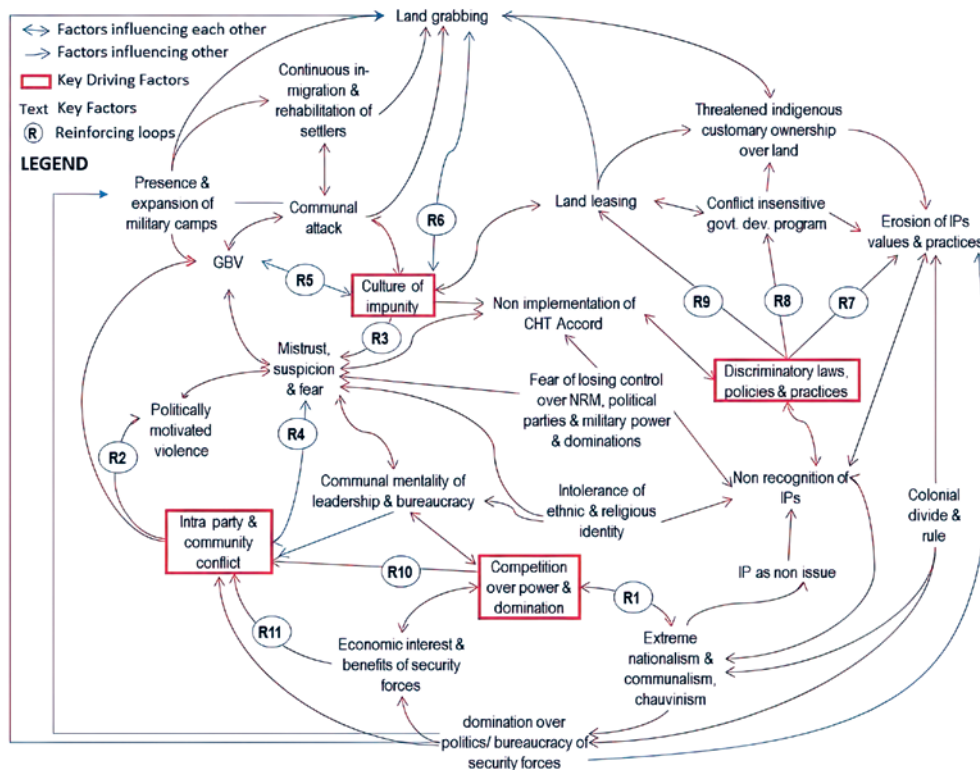 Land grabbing
Factors influencing each other
Factors influencing other
Key Driving Factors
Text Key Factors
R Reinforcing loops
LEGEND
Continuous in-
migration &
rehabilitation of
settlers
Threatened indigenous
customary ownership
over land
Presence &
expansion of
military camps
Communal
attack
R6
Land leasing
Conflict insensitive
govt. dev. program
Erosion of IPs
values & practices
GBV
R5
Culture of
impunity
R9
R8
R7
R3
Non implementation of
CHT Accord
Mistrust,
suspicion
& fear
Discriminatory laws,
policies & practices
Fear of losing control
over NRM, political
parties & military power
& dominations
Politically
motivated
violence
R2
R4
Communal mentality of
leadership & bureaucracy
Intolerance of
ethnic & religious
identity
Non recognition of
IPs
Colonial
divide &
rule
Intra party &
community
conflict
R10
Competition
over power &
domination
R1
IP as non issue
R11
Economic interest &
benefits of security
forces
Extreme
nationalism &
communalism,
chauvinism
domination over
politics/ bureaucracy of
security forces